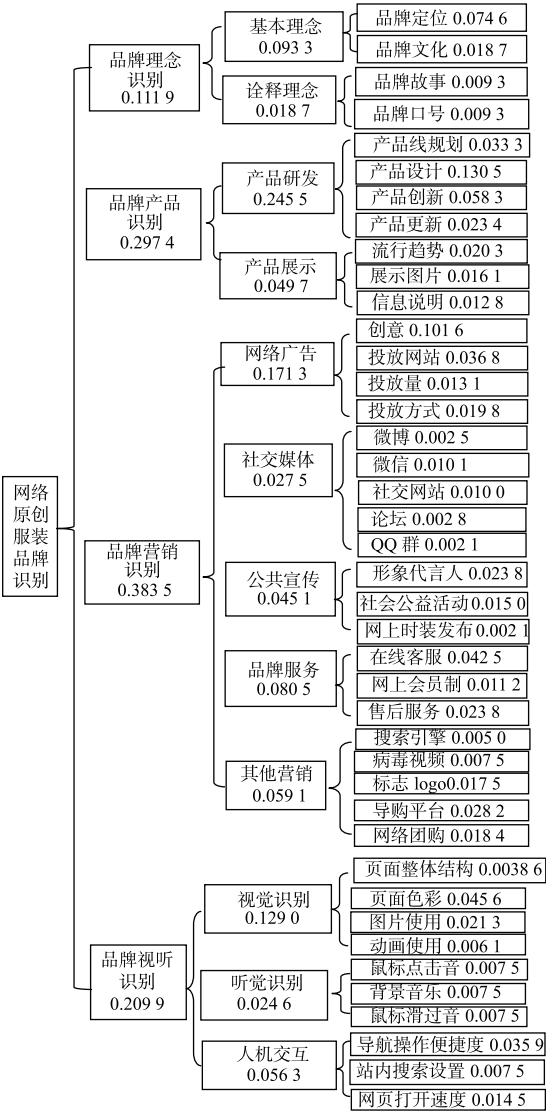 网络
原创
服装
品牌
识别
品牌理念
识别
0.111 9
基本理念
0.093 3
品牌定位 0.074 6
品牌文化 0.018 7
诠释理念
0.018 7
品牌故事 0.009 3
品牌口号 0.009 3
品牌产品
识别
0.297 4
产品研发
0.245 5
产品线规划 0.033 3
产品设计 0.130 5
产品创新 0.058 3
产品更新 0.023 4
产品展示
0.049 7
流行趋势 0.020 3
展示图片 0.016 1
信息说明 0.012 8
品牌营销
识别
0.383 5
网络广告
0.171 3
创意 0.101 6
投放网站 0.036 8
投放量 0.013 1
投放方式 0.019 8
社交媒体
0.027 5
微博 0.002 5
微信 0.010 1
社交网站 0.010 0
论坛 0.002 8
QQ 群 0.002 1
公共宣传
0.045 1
形象代言人 0.023 8
社会公益活动 0.015 0
网上时装发布 0.002 1
品牌服务
0.080 5
在线客服 0.042 5
网上会员制 0.011 2
售后服务 0.023 8
其他营销
0.059 1
搜索引擎 0.005 0
病毒视频 0.007 5
标志 logo0.017 5
导购平台 0.028 2
网络团购 0.018 4
品牌视听
识别
0.209 9
视觉识别
0.129 0
页面整体结构 0.0038 6
页面色彩 0.045 6
图片使用 0.021 3
动画使用 0.006 1
听觉识别
0.024 6
鼠标点击音 0.007 5
背景音乐 0.007 5
鼠标滑过音 0.007 5
人机交互
0.056 3
导航操作便捷度 0.035 9
站内搜索设置 0.007 5
网页打开速度 0.014 5